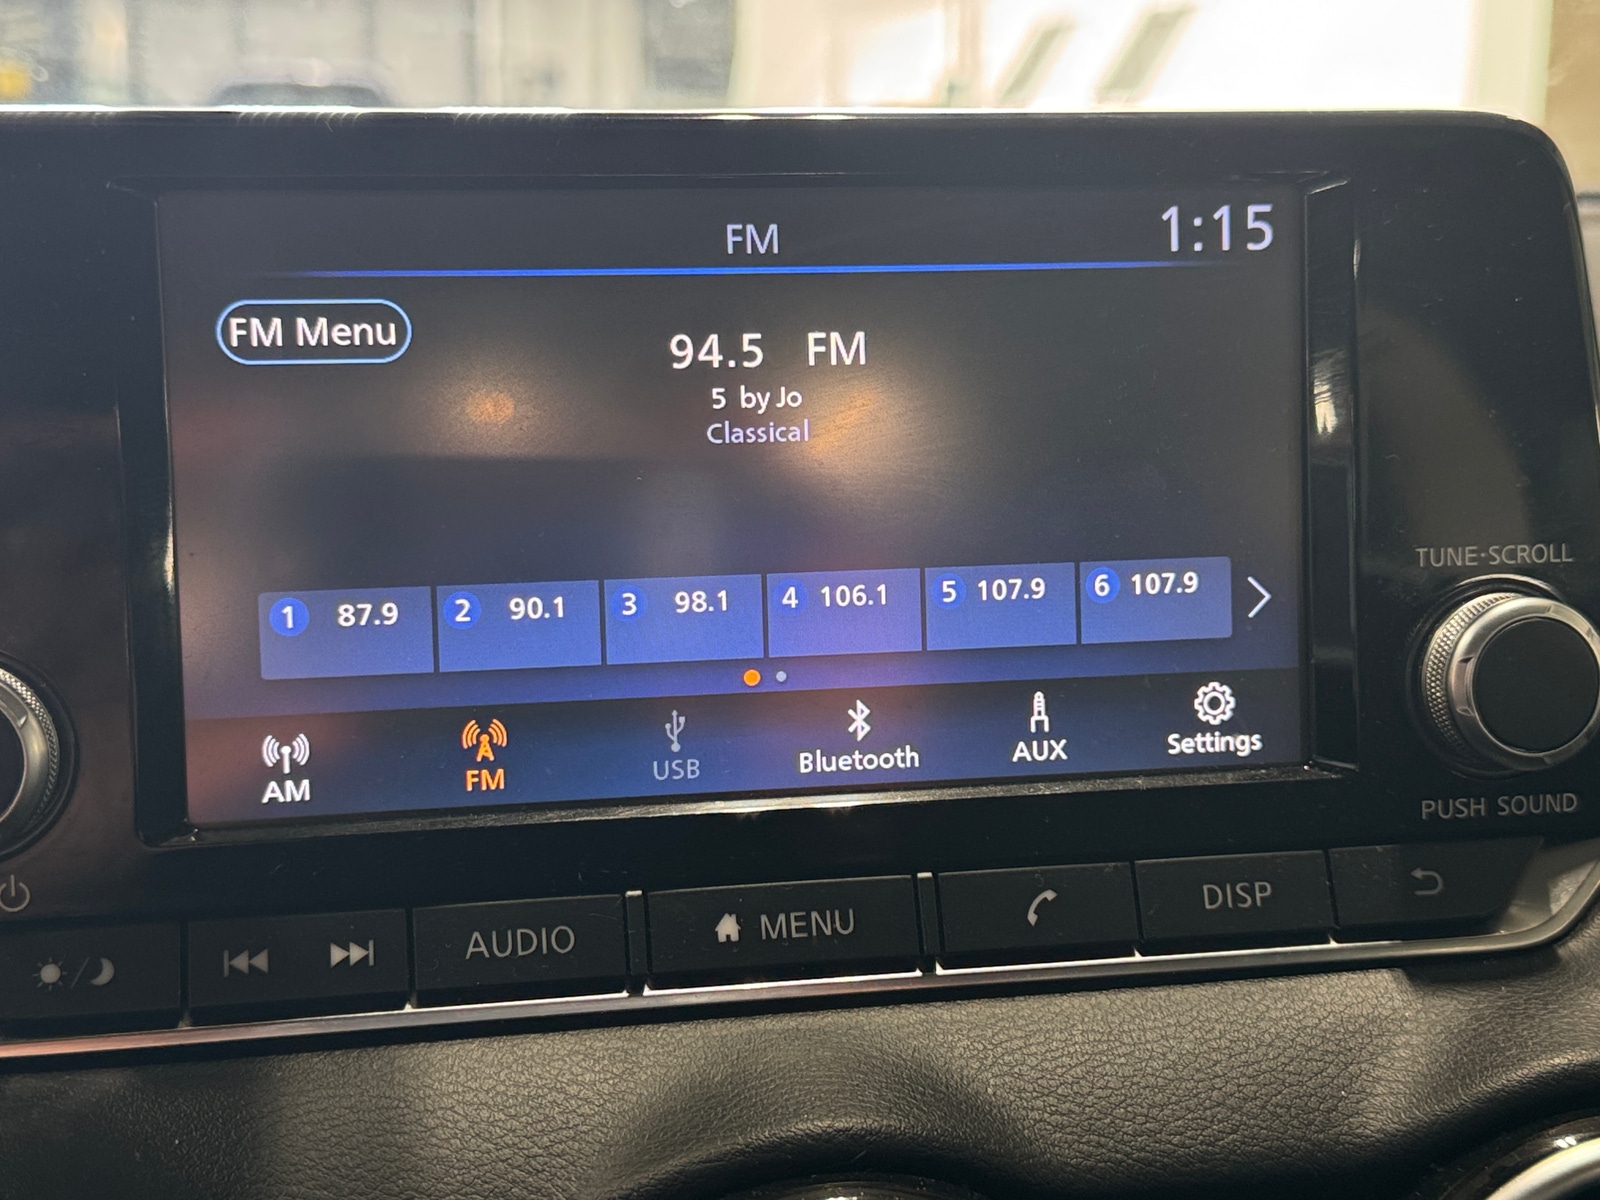 FM
1:15
FM Menu
94.5 FM
5 by Jo
Classical
1 87.9
2 90.1
3 98.1
4 106.1
5 107.9
6 107.9
AM
FM
USB
Bluetooth
AUX
Settings
TUNE·SCROLL
PUSH SOUND
AUDIO
MENU
DISP